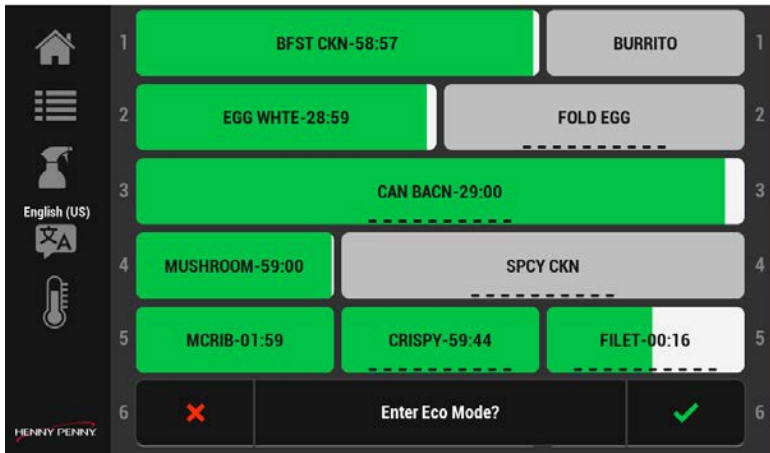 1 BFST CKN-58:57 BURRITO 1
2 EGG WHTE-28:59 FOLD EGG 2
3 CAN BACN-29:00 3
English (US)
文A
4 MUSHROOM-59:00 SPCY CKN 4
5 MCRIB-01:59 CRISPY-59:44 FILET-00:16 5
6 Enter Eco Mode? 6
HENNY PENNY